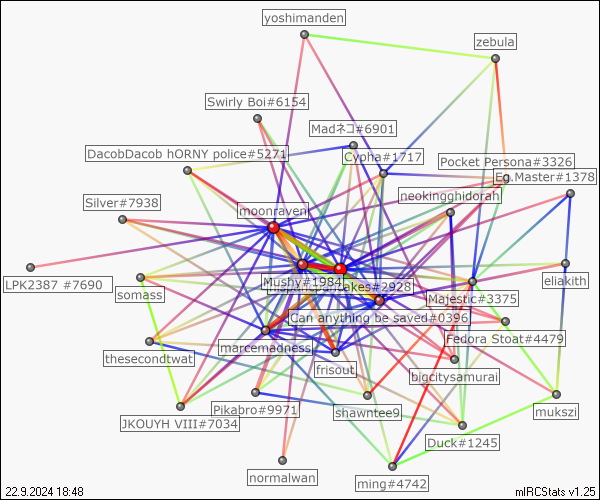 yoshimanden
zebula
Swirly Boi#6154
Madネコ#6901
DacobDacob hORNY police#5271
Cypha#1717
Pocket Persona#3326
Eg.Master#1378
neokingghidorah
Silver#7938
moonraven
LPK2387 #7690
somass
Mushy#1984
akes#2928
Majestic#3375
eliakith
Can anything be saved#0396
Fedora Stoat#4479
marcemadness
thesecondtwat
frisout
bigcitysamurai
JKOUYH VIII#7034
Pikabro#9971
shawntee9
mukszi
Duck#1245
normalwan
ming#4742
22.9.2024 18:48
mIRCStats v1.25